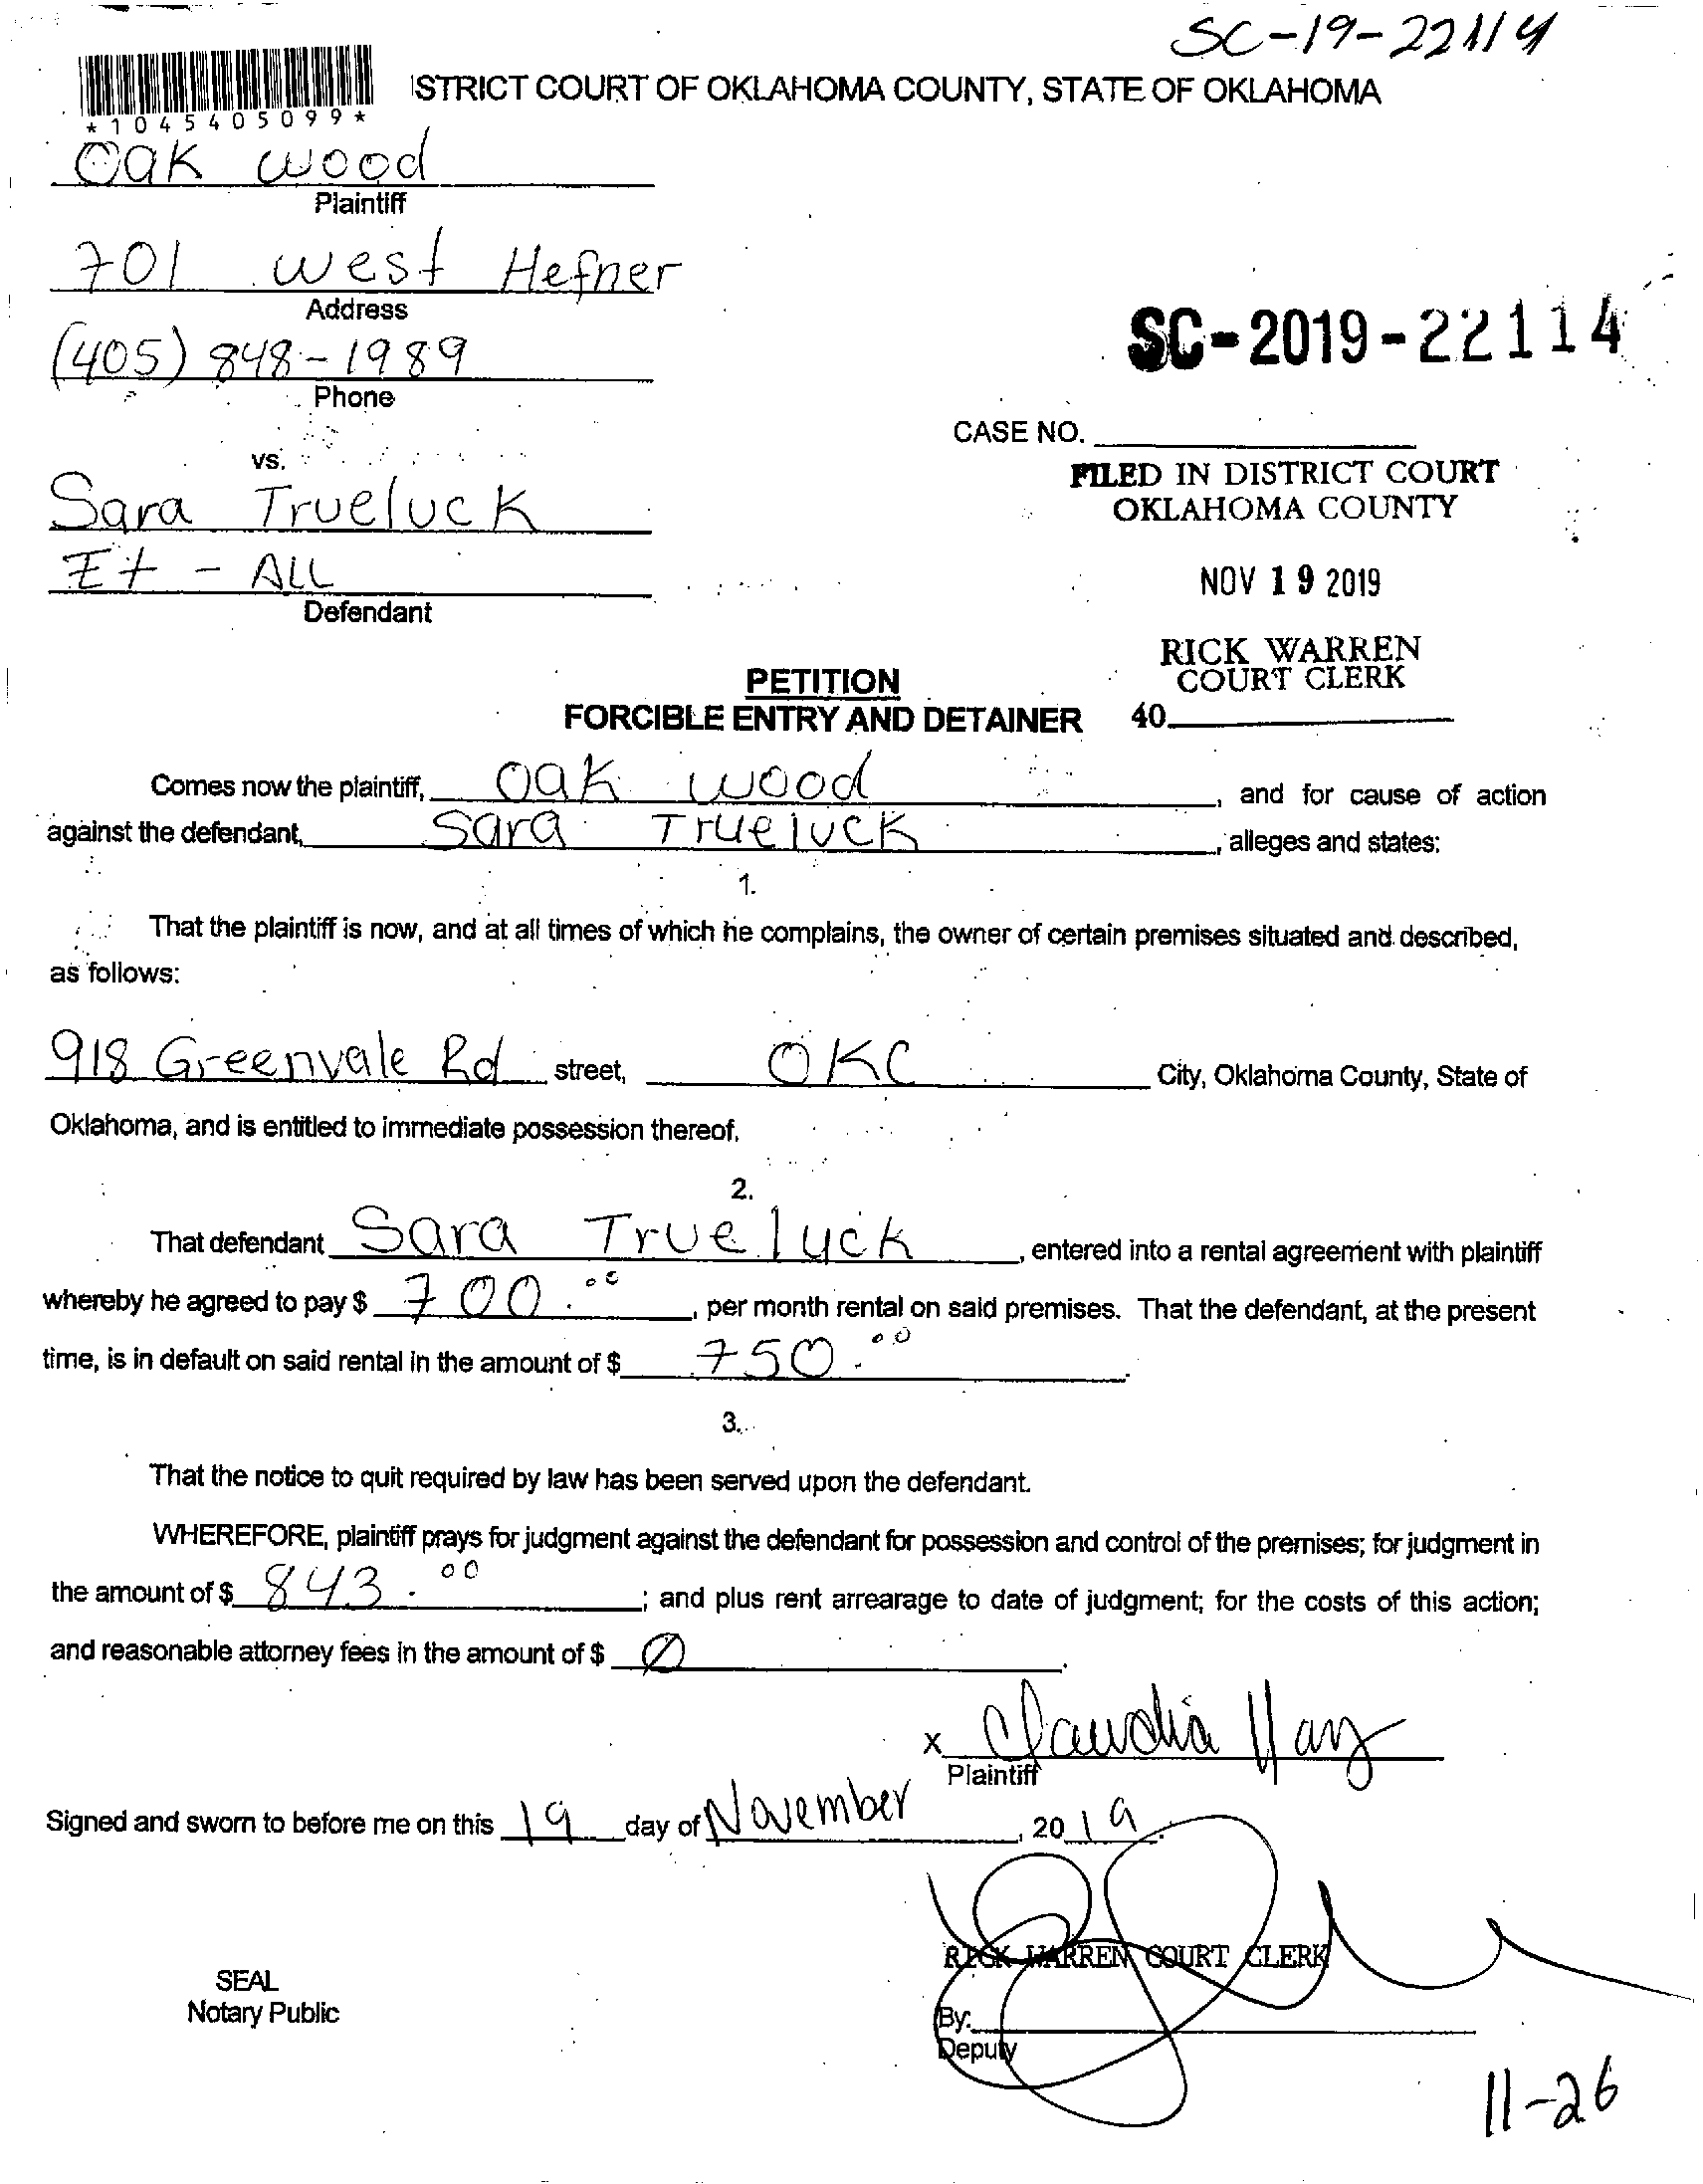 SC-19-22114
ISTRICT COURT OF OKLAHOMA COUNTY, STATE OF OKLAHOMA
*1045405099*
Oak wood
Plaintiff
701 west Hefner
Address
(405) 848-1989
Phone
SC-2019-22114
CASE NO.
vs.
FILED IN DISTRICT COURT
OKLAHOMA COUNTY
Sara Trueluck
Et - ALL
Defendant
NOV 19 2019
RICK WARREN
COURT CLERK
PETITION
FORCIBLE ENTRY AND DETAINER 40
Comes now the plaintiff, Oak wood, and for cause of action
against the defendant, Sara Trueluck, alleges and states:
1.
That the plaintiff is now, and at all times of which he complains, the owner of certain premises situated and described,
as follows:
918 Greenvale Rd street, OKC City, Oklahoma County, State of
Oklahoma, and is entitled to immediate possession thereof.
2.
That defendant Sara Trueluck, entered into a rental agreement with plaintiff
whereby he agreed to pay $ 700.00, per month rental on said premises. That the defendant, at the present
time, is in default on said rental in the amount of $ 750.00.
3.
That the notice to quit required by law has been served upon the defendant.
WHEREFORE, plaintiff prays for judgment against the defendant for possession and control of the premises; for judgment in
the amount of $ 843.00; and plus rent arrearage to date of judgment; for the costs of this action;
and reasonable attorney fees in the amount of $ Ø.
x Claudia
Plaintiff
Signed and sworn to before me on this 19 day of November, 2019.
RICK WARREN COURT CLERK
SEAL
Notary Public
By:
Deputy
11-26